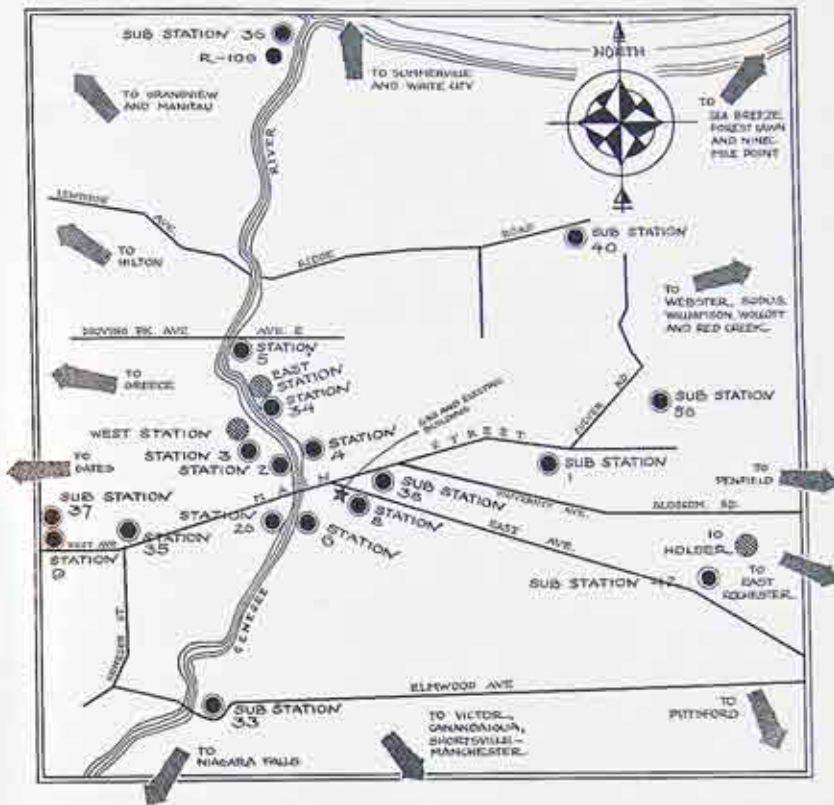 SUB STATION 36
R-100
NORTH
TO SUMMERVILLE
AND WHITE CITY
TO GRANDVIEW
AND MANITAU
TO
SEA BREEZE
FOREST LAWN
AND NINE
MILE POINT
RIVER
AVE.
RIDGE
ROAD
SUB STATION
40
TO
HILTON
TO
WEBSTER, SODUS,
WILLIAMSON, WOLCOTT
AND RED CREEK
DRIVING PK. AVE.
AVE. E
STATION
5
EAST
STATION
STATION
34
TO
GREECE
GAS AND ELECTRIC
BUILDING
CULVER RD
SUB STATION
50
WEST STATION
STATION 3
STATION 2
STATION
4
MAIN
STREET
SUB STATION
1
TO
GATES
TO
PENFIELD
SUB STATION
37
SUB STATION
38
UNIVERSITY AVE.
BLOSSOM RD.
STATION
35
STATION
26
STATION
6
STATION
8
EAST AVE.
WEST AVE.
STATION
9
10
HOLDER
SUB STATION 42
TO
EAST
ROCHESTER
GENESEE
ST.
GENESEE
SUB STATION
33
ELMWOOD AVE
TO
PITTSFORD
TO
NIAGARA FALLS
TO VICTOR,
CANANDAIGUA,
SHORTSVILLE-
MANCHESTER